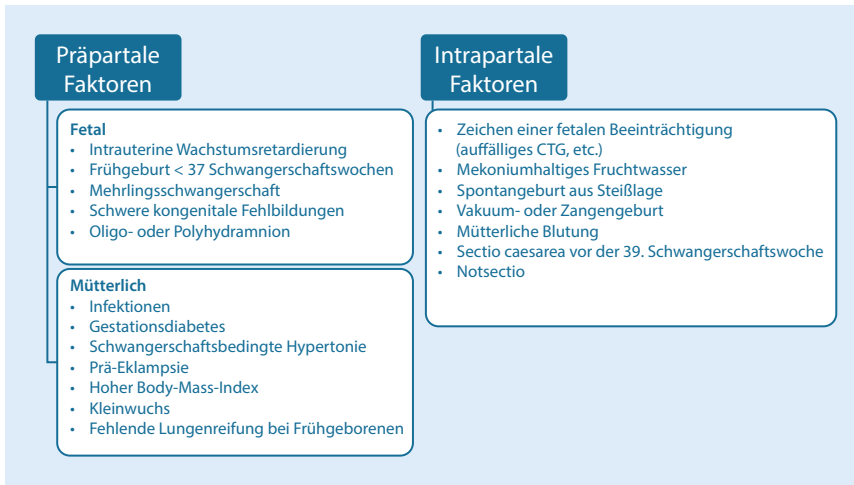 Präpartale
Faktoren
Fetal
• Intrauterine Wachstumsretardierung
• Frühgeburt < 37 Schwangerschaftswochen
• Mehrlingsschwangerschaft
• Schwere kongenitale Fehlbildungen
• Oligo- oder Polyhydramnion
Mütterlich
• Infektionen
• Gestationsdiabetes
• Schwangerschaftsbedingte Hypertonie
• Prä-Eklampsie
• Hoher Body-Mass-Index
• Kleinwuchs
• Fehlende Lungenreifung bei Frühgeborenen
Intrapartale
Faktoren
• Zeichen einer fetalen Beeinträchtigung
(auffälliges CTG, etc.)
• Mekoniumhaltiges Fruchtwasser
• Spontangeburt aus Steißlage
• Vakuum- oder Zangengeburt
• Mütterliche Blutung
• Sectio caesarea vor der 39. Schwangerschaftswoche
• Notsectio